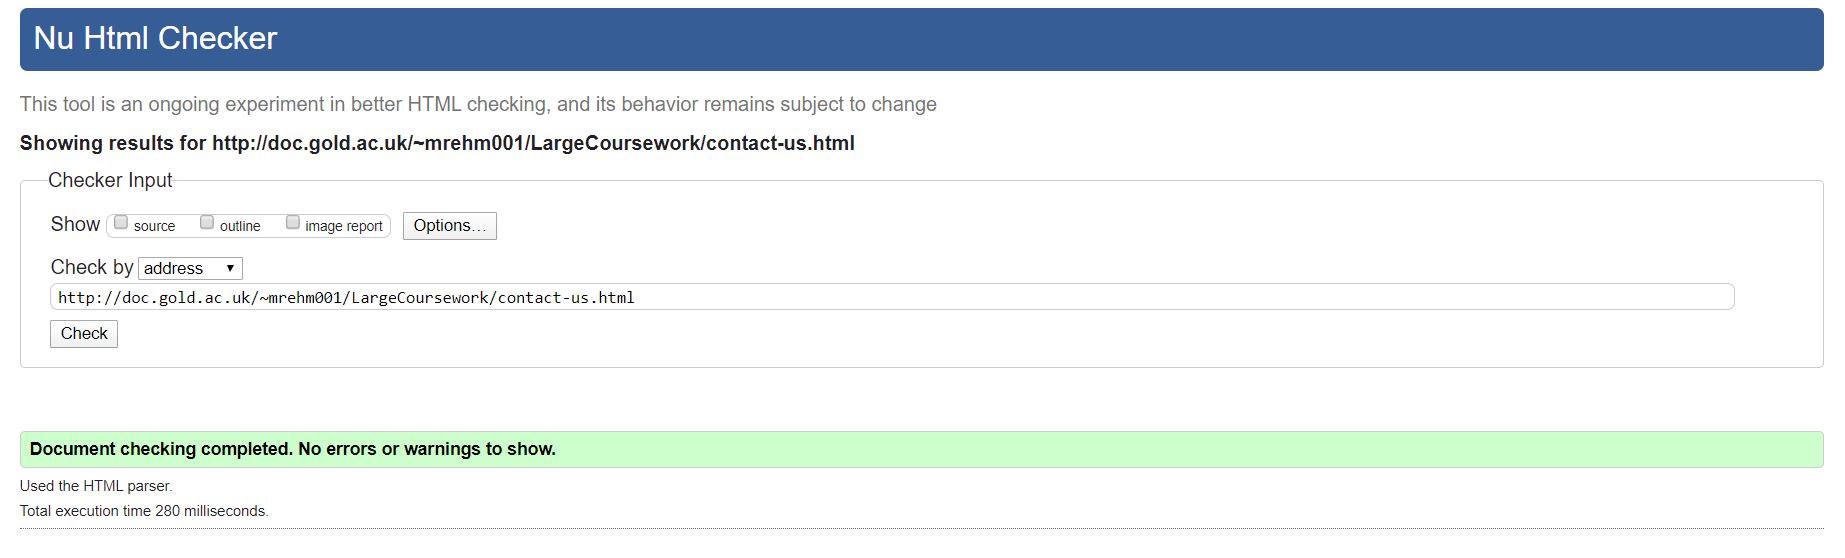 Nu Html Checker
This tool is an ongoing experiment in better HTML checking, and its behavior remains subject to change
Showing results for http://doc.gold.ac.uk/~mrehm001/LargeCoursework/contact-us.html
Checker Input
Show source outline image report Options...
Check by address
http://doc.gold.ac.uk/~mrehm001/LargeCoursework/contact-us.html
Check
Document checking completed. No errors or warnings to show.
Used the HTML parser.
Total execution time 280 milliseconds.